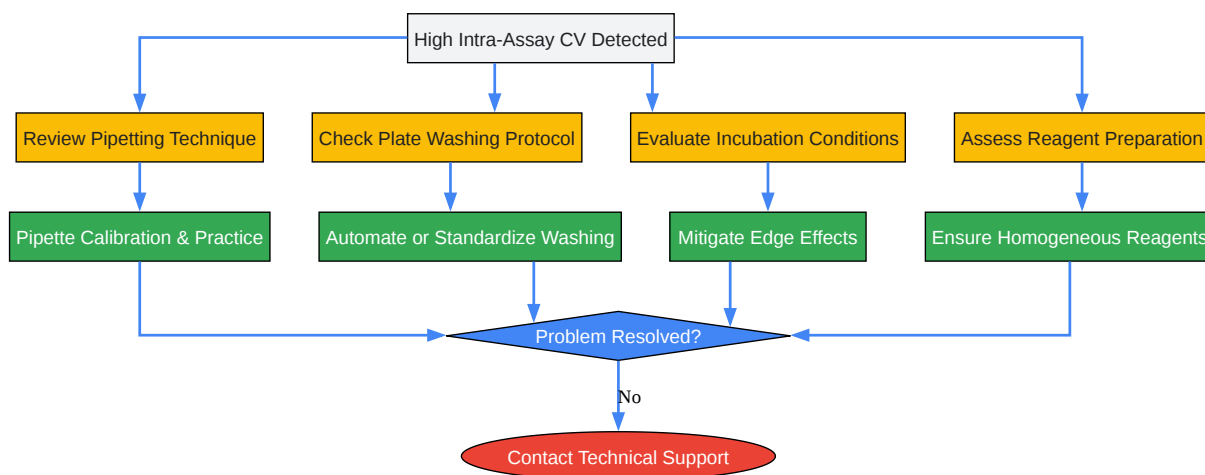 High Intra-Assay CV Detected
Review Pipetting Technique
Check Plate Washing Protocol
Evaluate Incubation Conditions
Assess Reagent Preparation
Pipette Calibration & Practice
Automate or Standardize Washing
Mitigate Edge Effects
Ensure Homogeneous Reagents
Problem Resolved?
No
Contact Technical Support